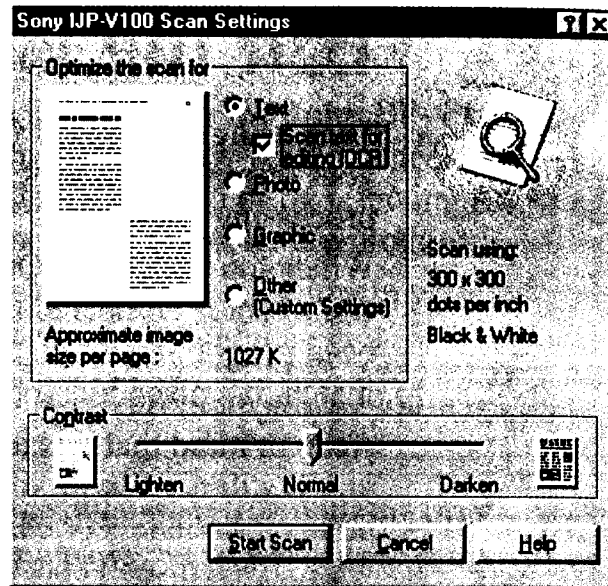 Sony IJP-V100 Scan Settings
Optimize the scan for
Text
Scan text for
editing (OCR)
Photo
Graphic
Other
(Custom Settings)
Approximate image
size per page :
1027 K
Scan using:
300 x 300
dots per inch
Black & White
Contrast
Lighten
Normal
Darken
Start Scan
Cancel
Help